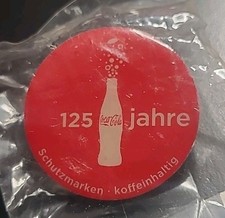 125 Coca-Cola jahre
Schutzmarken · koffeinhaltig